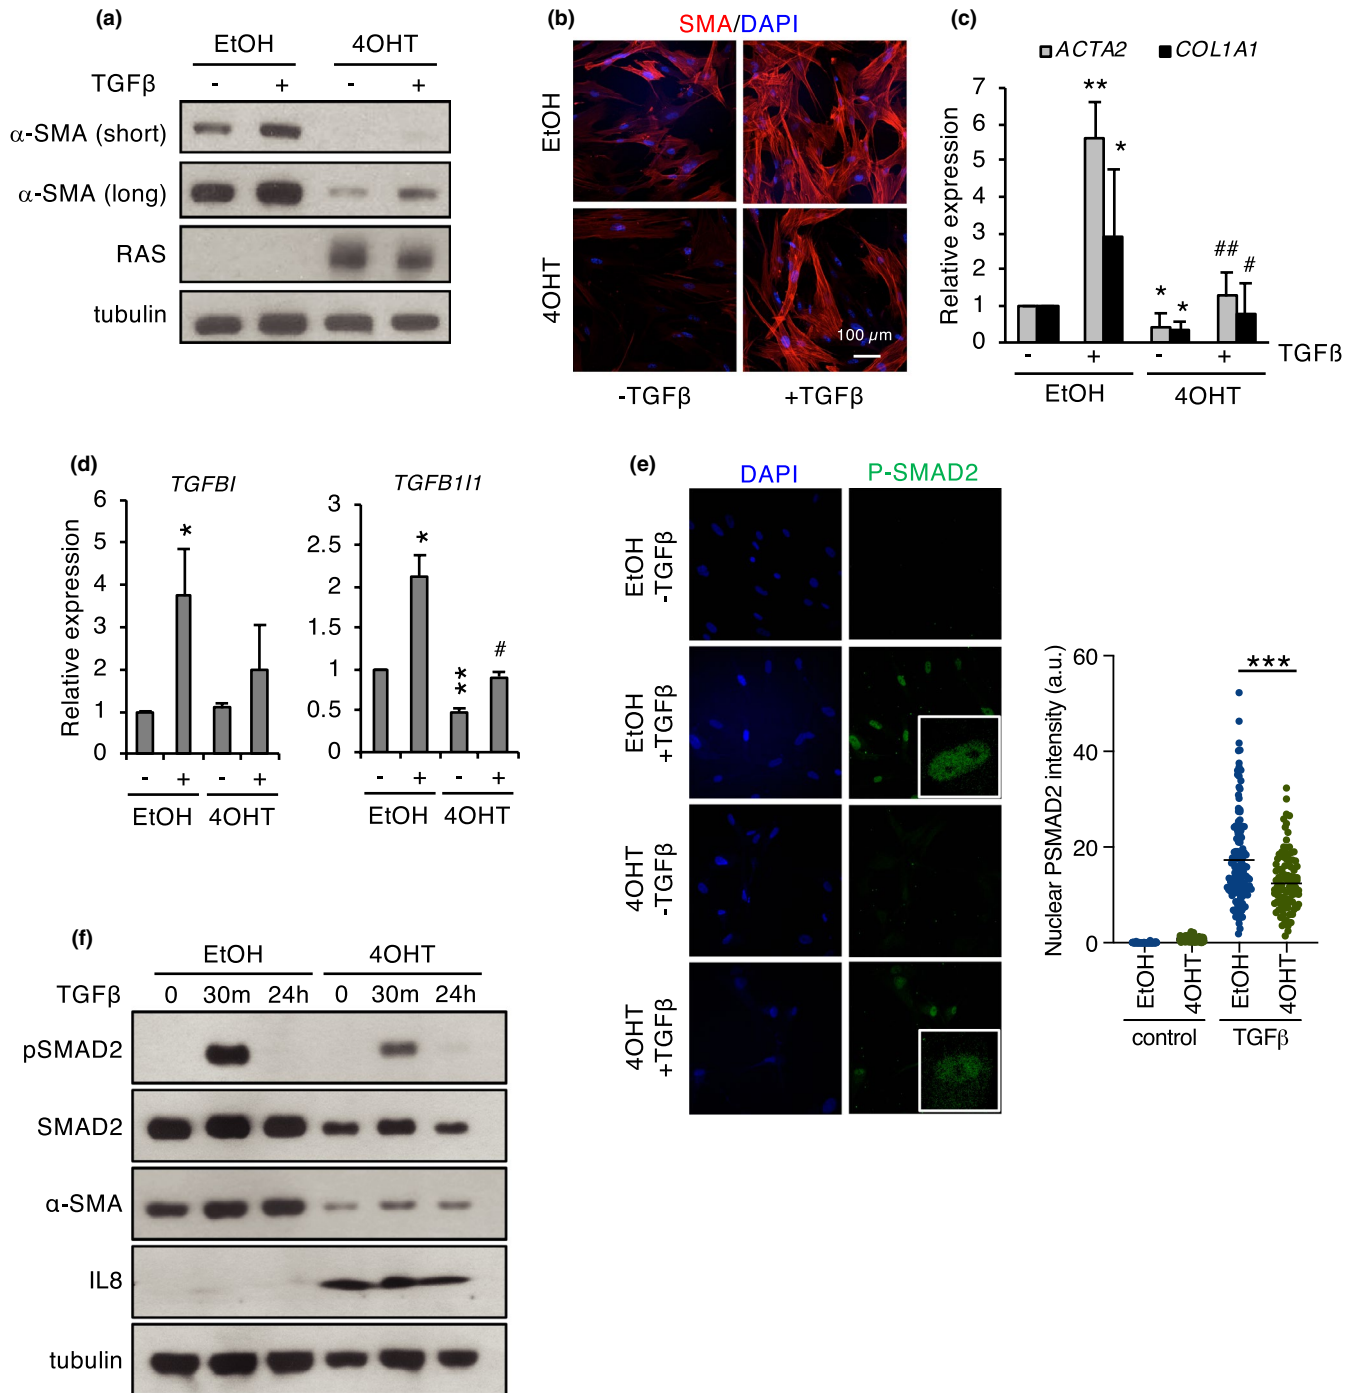 (a)
EtOH 4OHT
TGFβ - + - +
α-SMA (short)
α-SMA (long)
RAS
tubulin
(b)
SMA/DAPI
EtOH
4OHT
100 µm
-TGFβ +TGFβ
(c)
ACTA2 COL1A1
Relative expression
7
6
5
4
3
2
1
0
** * * * ## #
- + - + TGFβ
EtOH 4OHT
(d)
TGFBI
Relative expression
6
5
4
3
2
1
0
*
- + - +
EtOH 4OHT
TGFB1I1
3
2.5
2
1.5
1
0.5
0
* ** #
- + - +
EtOH 4OHT
(e)
DAPI P-SMAD2
EtOH
-TGFβ
EtOH
+TGFβ
4OHT
-TGFβ
4OHT
+TGFβ
Nuclear PSMAD2 intensity (a.u.)
60
40
20
0
***
EtOH 4OHT EtOH 4OHT
control TGFβ
(f)
EtOH 4OHT
TGFβ 0 30m 24h 0 30m 24h
pSMAD2
SMAD2
α-SMA
IL8
tubulin